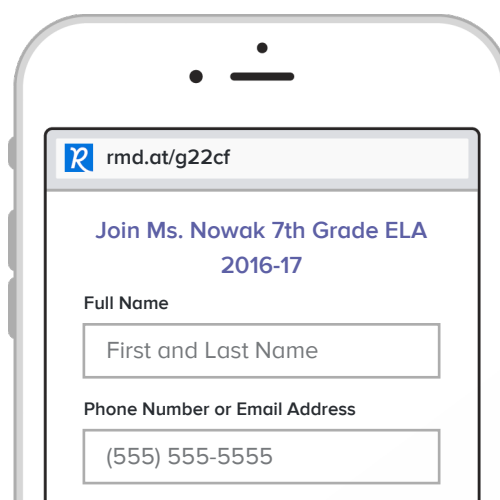 rmd.at/g22cf
Join Ms. Nowak 7th Grade ELA
2016-17
Full Name
First and Last Name
Phone Number or Email Address
(555) 555-5555